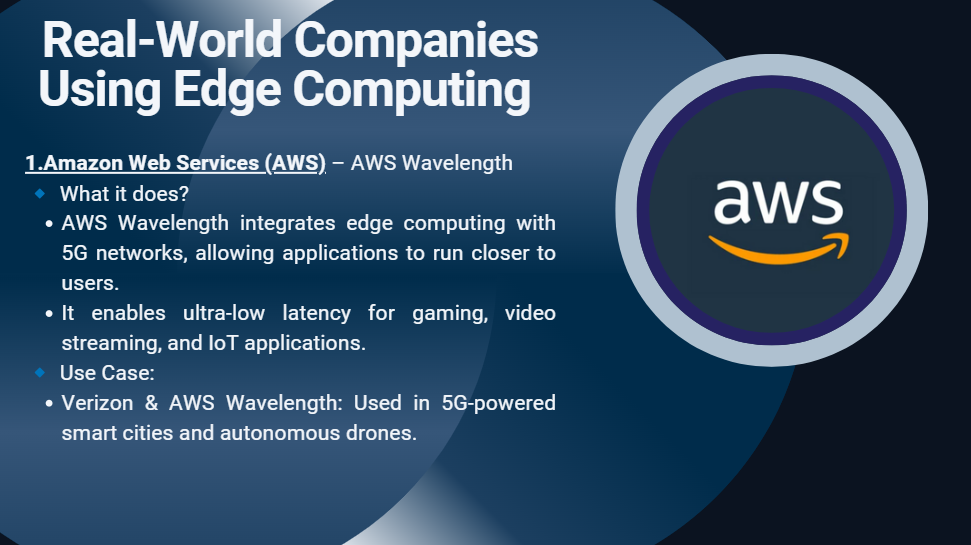 Real-World Companies
Using Edge Computing
1.Amazon Web Services (AWS) – AWS Wavelength
What it does?
AWS Wavelength integrates edge computing with
5G networks, allowing applications to run closer to
users.
It enables ultra-low latency for gaming, video
streaming, and IoT applications.
Use Case:
Verizon & AWS Wavelength: Used in 5G-powered
smart cities and autonomous drones.
aws